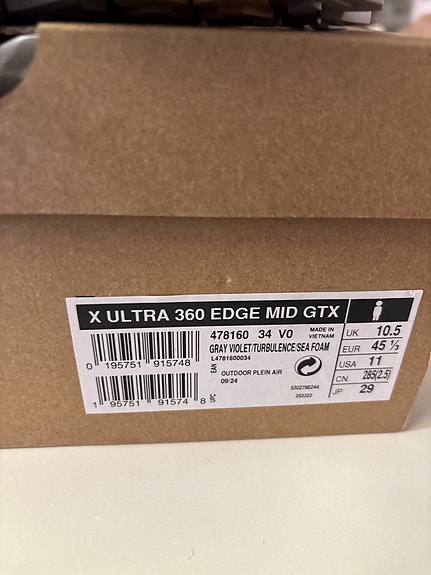 X ULTRA 360 EDGE MID GTX
478160 34 V0
MADE IN
VIETNAM
GRAY VIOLET/TURBULENCE/SEA FOAM
L4781600034
EAN
0 195751 915748
OUTDOOR PLEIN AIR
09/24
5302786244
253322
UPC
1 95751 91574 8
UK 10.5
EUR 45 ⅓
USA 11
CN 285(2.5)
JP 29